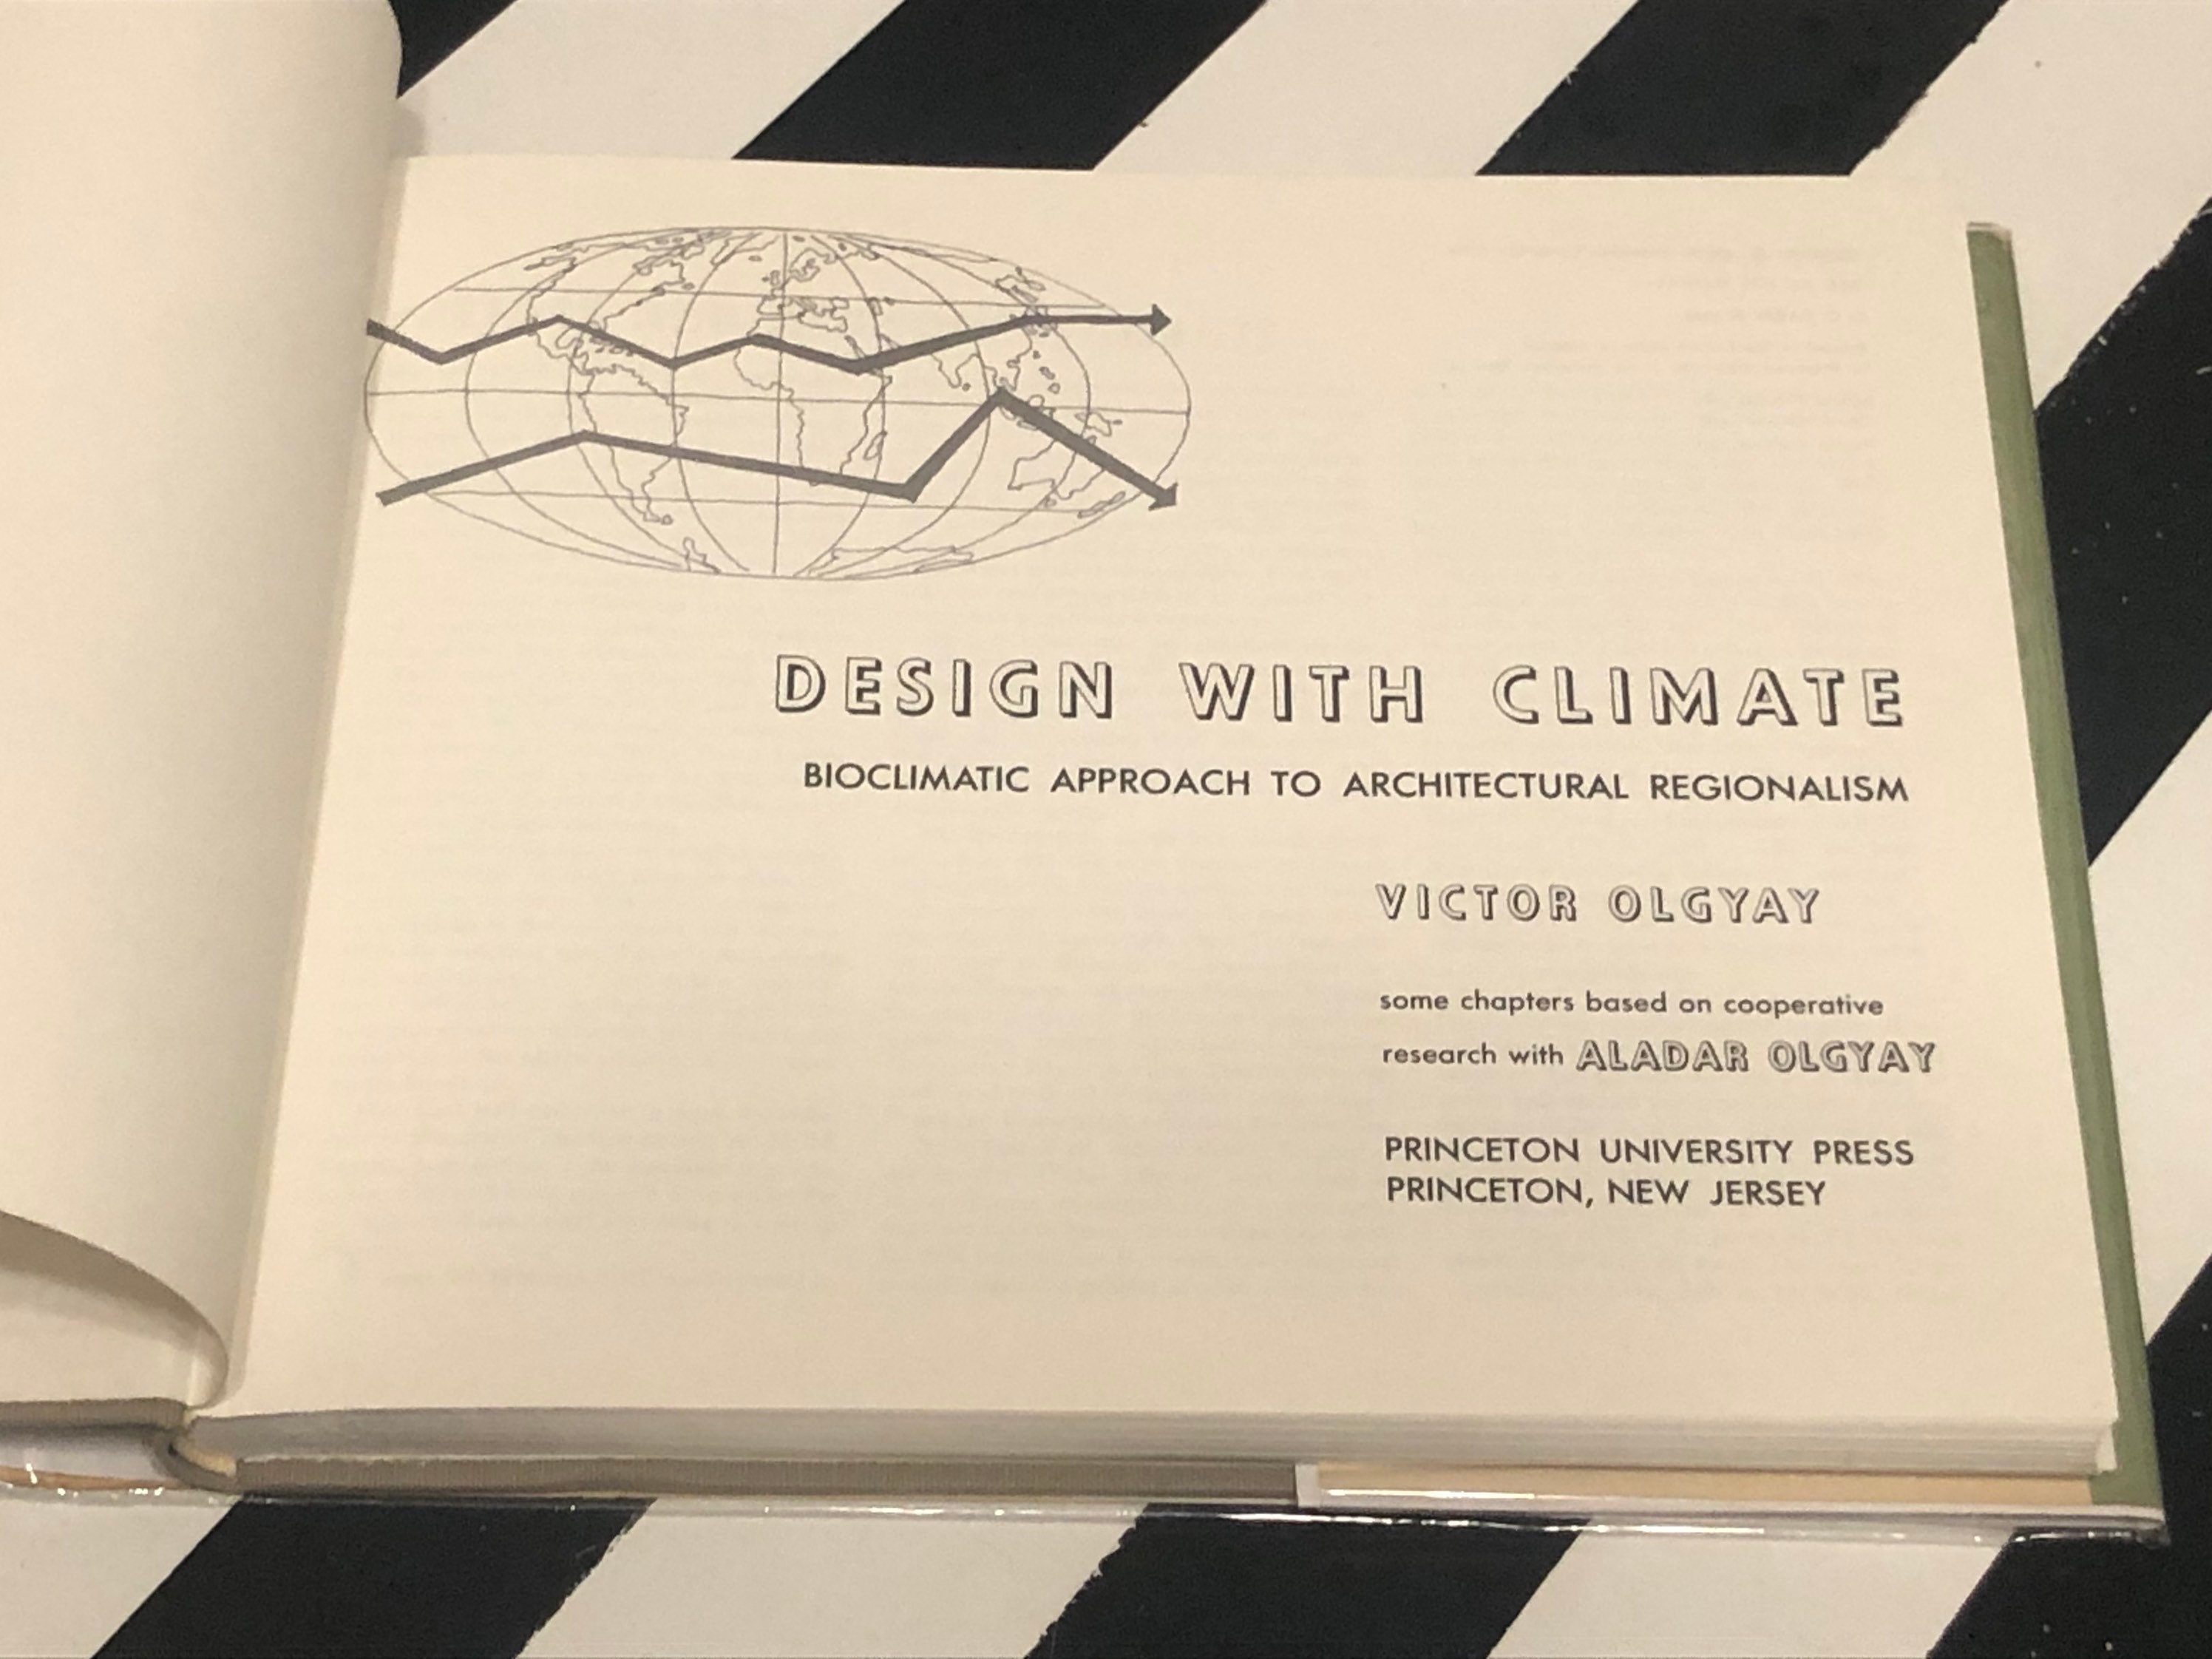 DESIGN WITH CLIMATE
BIOCLIMATIC APPROACH TO ARCHITECTURAL REGIONALISM
VICTOR OLGYAY
some chapters based on cooperative
research with ALADAR OLGYAY
PRINCETON UNIVERSITY PRESS
PRINCETON, NEW JERSEY